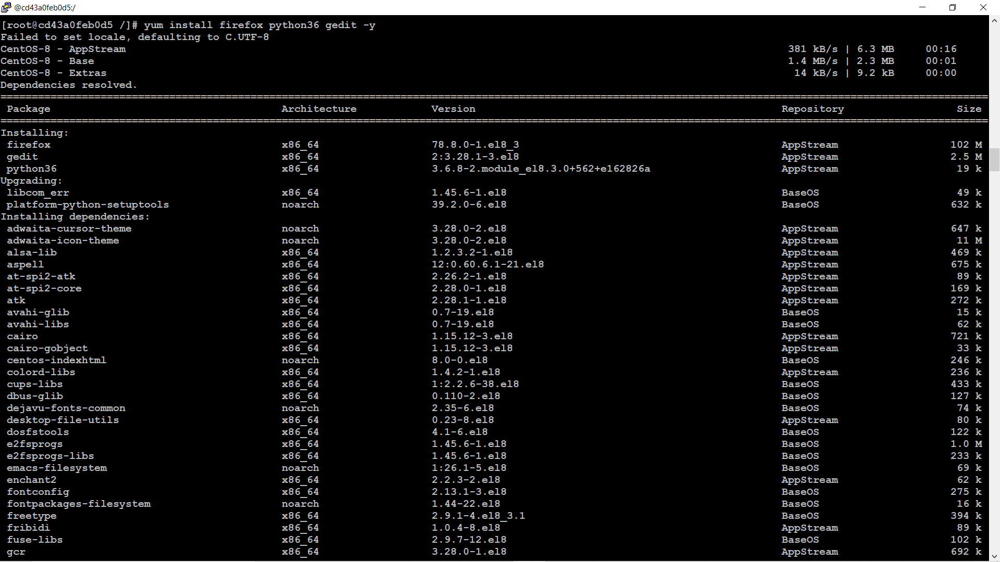 @cd43a0feb0d5:/
[root@cd43a0feb0d5 /]# yum install firefox python36 gedit -y
Failed to set locale, defaulting to C.UTF-8
CentOS-8 - AppStream 381 kB/s | 6.3 MB 00:16
CentOS-8 - Base 1.4 MB/s | 2.3 MB 00:01
CentOS-8 - Extras 14 kB/s | 9.2 kB 00:00
Dependencies resolved.
Package Architecture Version Repository Size
Installing:
firefox x86_64 78.8.0-1.el8_3 AppStream 102 M
gedit x86_64 2:3.28.1-3.el8 AppStream 2.5 M
python36 x86_64 3.6.8-2.module_el8.3.0+562+e162826a AppStream 19 k
Upgrading:
libcom_err x86_64 1.45.6-1.el8 BaseOS 49 k
platform-python-setuptools noarch 39.2.0-6.el8 BaseOS 632 k
Installing dependencies:
adwaita-cursor-theme noarch 3.28.0-2.el8 AppStream 647 k
adwaita-icon-theme noarch 3.28.0-2.el8 AppStream 11 M
alsa-lib x86_64 1.2.3.2-1.el8 AppStream 469 k
aspell x86_64 12:0.60.6.1-21.el8 AppStream 675 k
at-spi2-atk x86_64 2.26.2-1.el8 AppStream 89 k
at-spi2-core x86_64 2.28.0-1.el8 AppStream 169 k
atk x86_64 2.28.1-1.el8 AppStream 272 k
avahi-glib x86_64 0.7-19.el8 BaseOS 15 k
avahi-libs x86_64 0.7-19.el8 BaseOS 62 k
cairo x86_64 1.15.12-3.el8 AppStream 721 k
cairo-gobject x86_64 1.15.12-3.el8 AppStream 33 k
centos-indexhtml noarch 8.0-0.el8 BaseOS 246 k
colord-libs x86_64 1.4.2-1.el8 AppStream 236 k
cups-libs x86_64 1:2.2.6-38.el8 BaseOS 433 k
dbus-glib x86_64 0.110-2.el8 BaseOS 127 k
dejavu-fonts-common noarch 2.35-6.el8 BaseOS 74 k
desktop-file-utils x86_64 0.23-8.el8 AppStream 80 k
dosfstools x86_64 4.1-6.el8 BaseOS 122 k
e2fsprogs x86_64 1.45.6-1.el8 BaseOS 1.0 M
e2fsprogs-libs x86_64 1.45.6-1.el8 BaseOS 233 k
emacs-filesystem noarch 1:26.1-5.el8 BaseOS 69 k
enchant2 x86_64 2.2.3-2.el8 AppStream 62 k
fontconfig x86_64 2.13.1-3.el8 BaseOS 275 k
fontpackages-filesystem noarch 1.44-22.el8 BaseOS 16 k
freetype x86_64 2.9.1-4.el8_3.1 BaseOS 394 k
fribidi x86_64 1.0.4-8.el8 AppStream 89 k
fuse-libs x86_64 2.9.7-12.el8 BaseOS 102 k
gcr x86_64 3.28.0-1.el8 AppStream 692 k